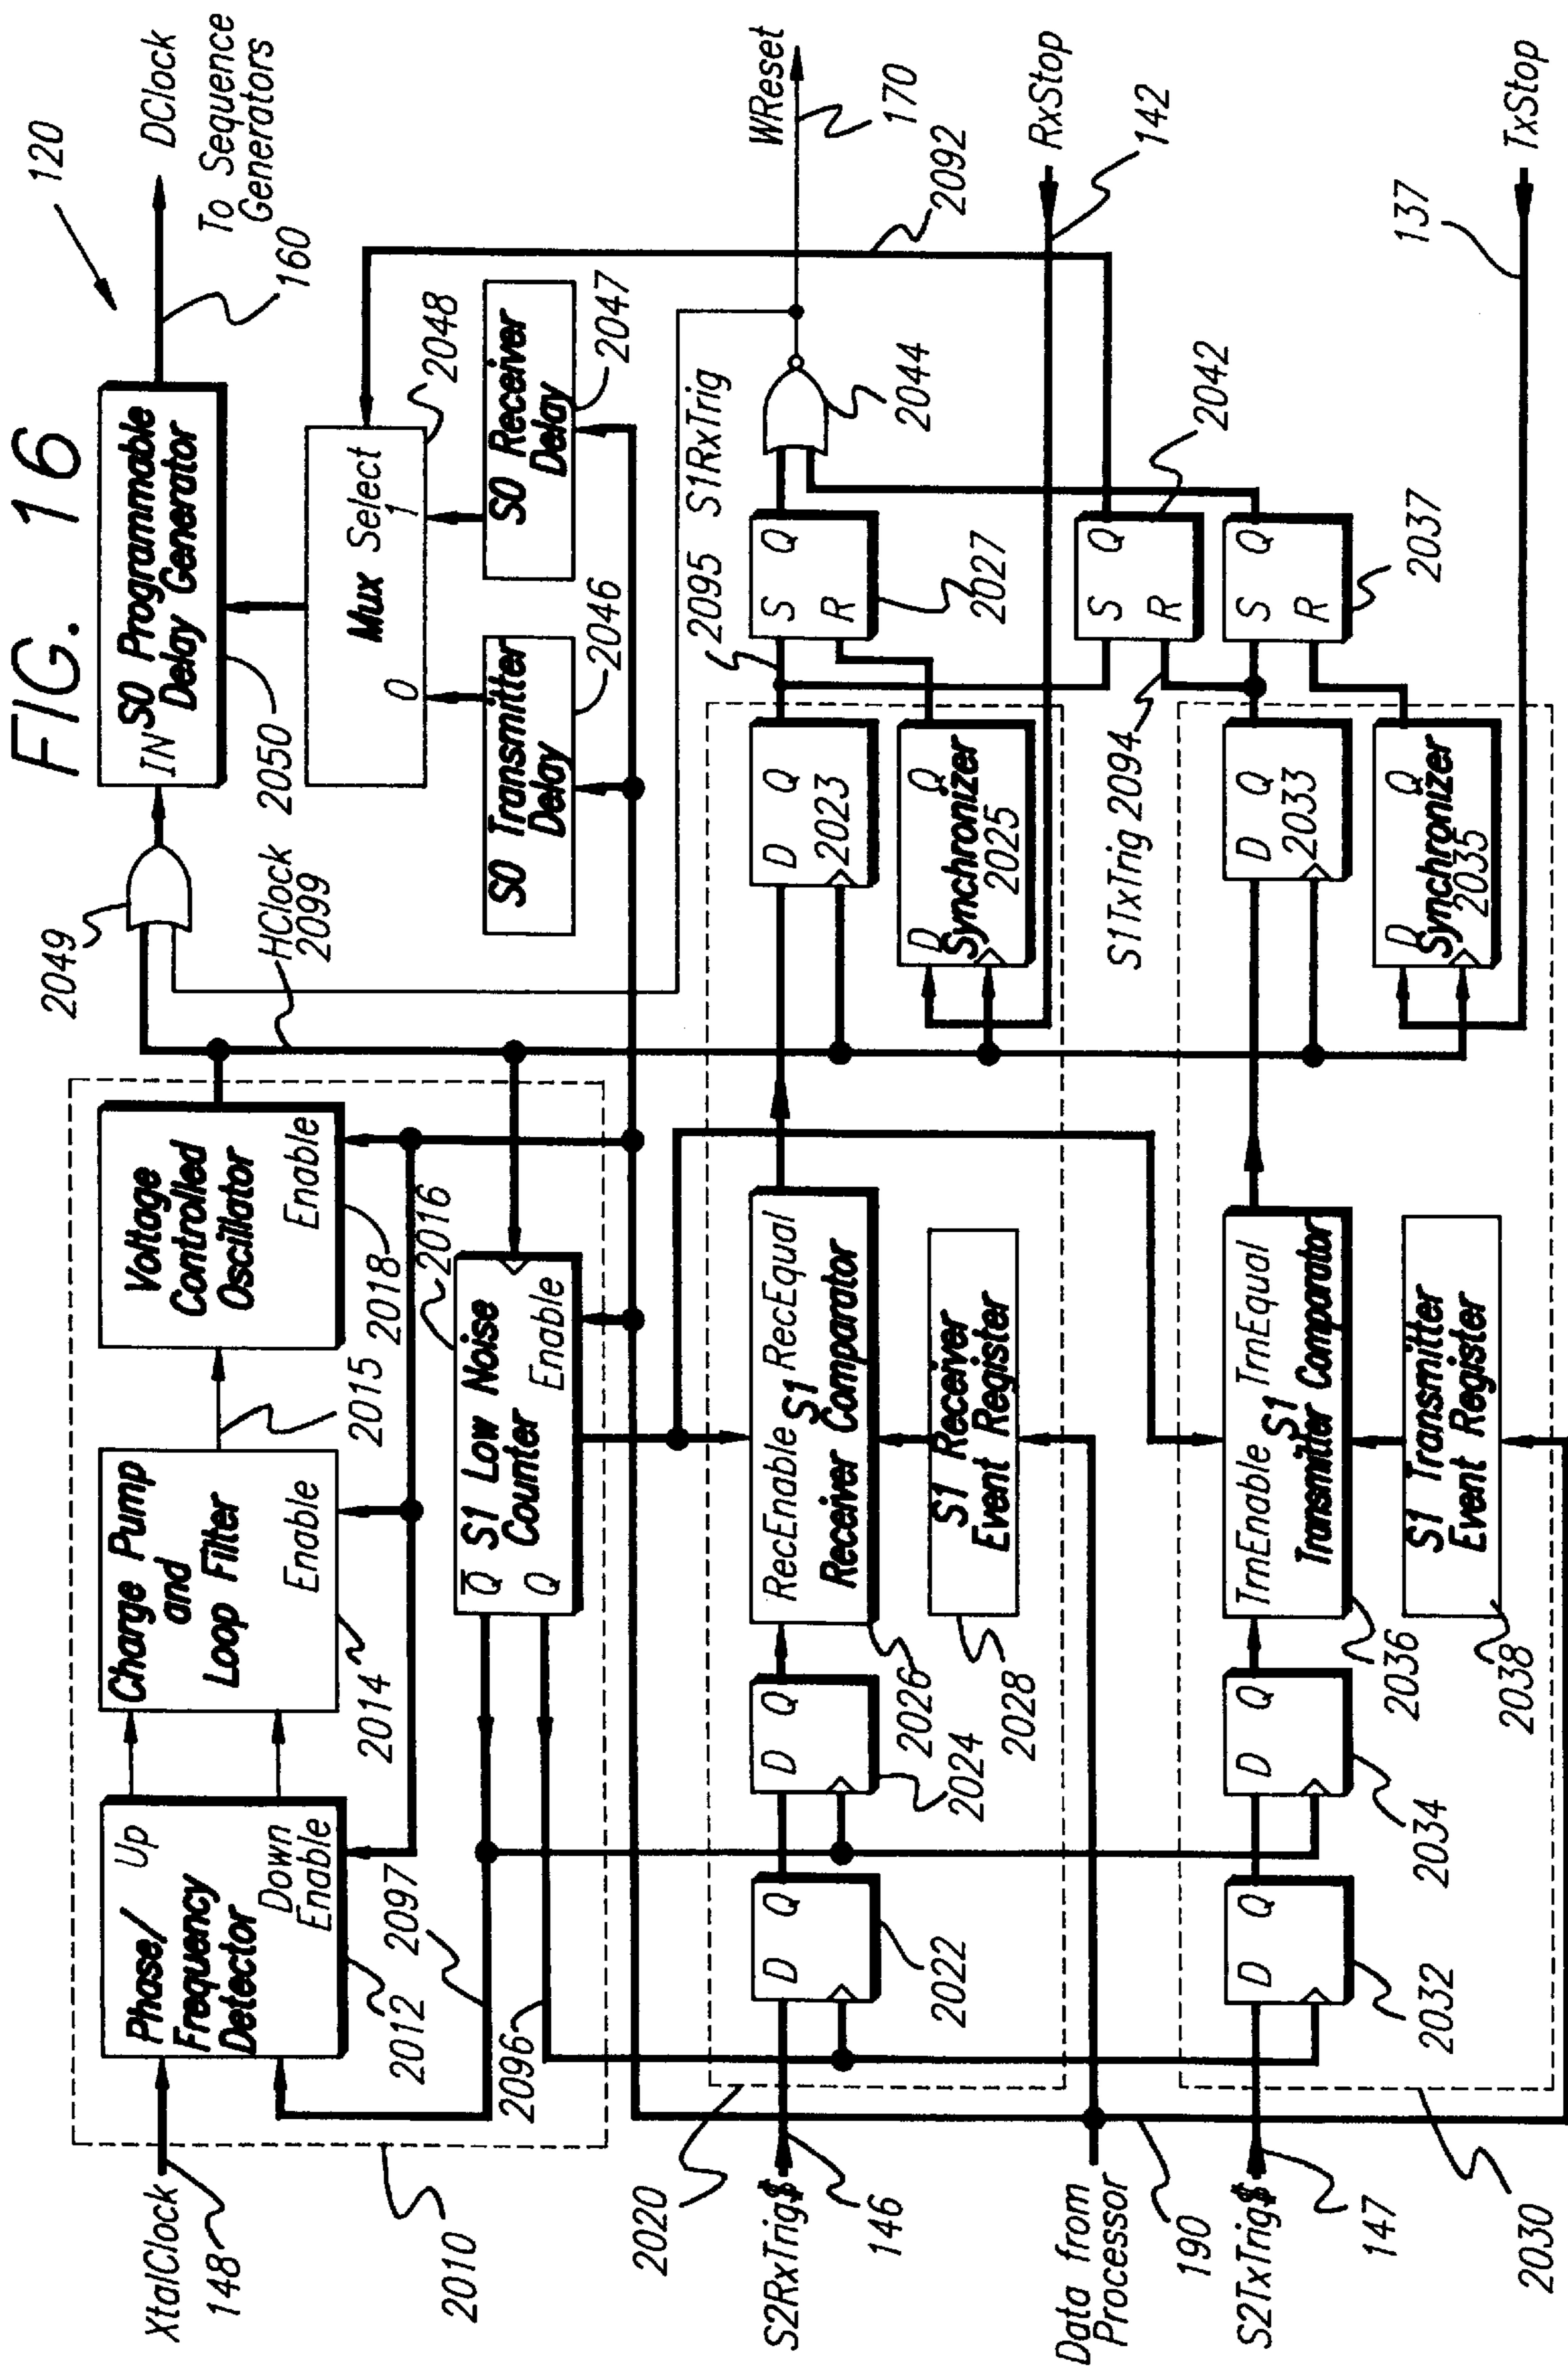 FIG. 16
120
XtalClock
148
2010
Phase/
Frequency
Detector
Up
Down
Enable
2012
Charge Pump
and
Loop Filter
Enable
2014
2015
Voltage
Controlled
Oscillator
Enable
2018
2049
HClock
2099
IN
S0 Programmable
Delay Generator
2050
DClock
To Sequence
Generators
160
Mux Select
0
1
2048
S0 Transmitter
Delay
2046
S0 Receiver
Delay
2047
2097
2096
Q
Q
S1 Low Noise
Counter
Enable
2016
S2RxTrig$
146
2020
D Q
2022
D Q
2024
RecEnable
RecEqual
S1
Receiver Comparator
2026
S1 Receiver
Event Register
2028
D Q
2023
D Q
Synchronizer
2025
2095
S1RxTrig
S Q
R
2027
2044
WReset
170
2092
RxStop
142
Data from
Processor
190
S Q
R
2042
S1TxTrig 2094
S2TxTrig$
147
2030
D Q
2032
D Q
2034
TrnEnable
TrnEqual
S1
Transmitter Comparator
2036
S1 Transmitter
Event Register
2038
D Q
2033
D Q
Synchronizer
2035
S Q
R
2037
137
TxStop